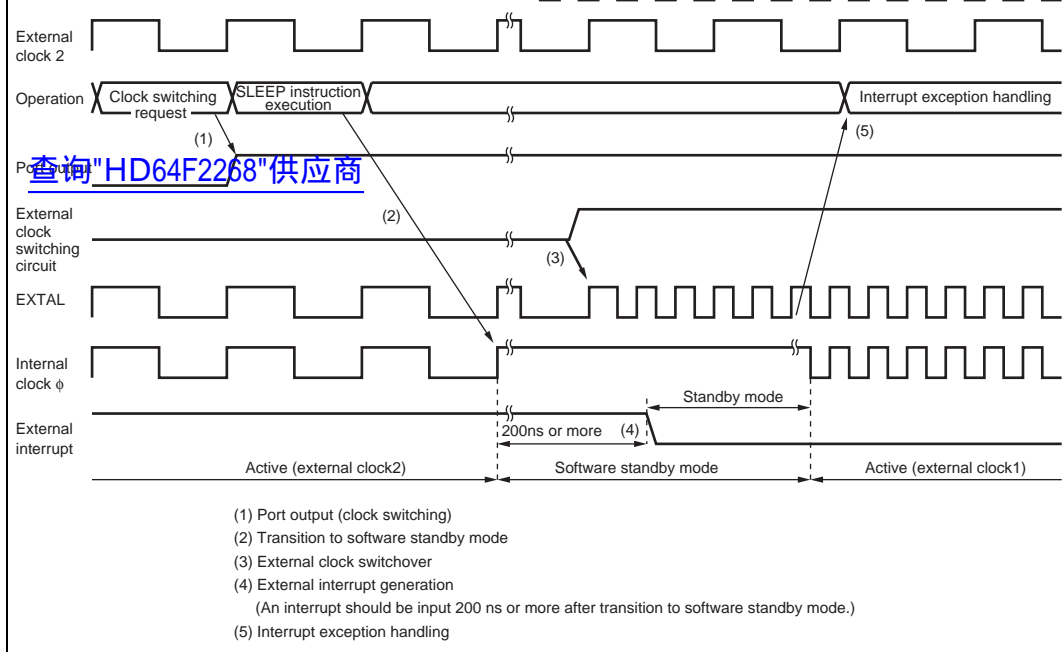 External
clock 2
Operation
Clock switching
request
SLEEP instruction
execution
Interrupt exception handling
(1)
(5)
Port output
查询"HD64F2268"供应商
External
clock
switching
circuit
(2)
(3)
EXTAL
Internal
clock ϕ
Standby mode
External
interrupt
200ns or more
(4)
Active (external clock2)
Software standby mode
Active (external clock1)
(1) Port output (clock switching)
(2) Transition to software standby mode
(3) External clock switchover
(4) External interrupt generation
(An interrupt should be input 200 ns or more after transition to software standby mode.)
(5) Interrupt exception handling